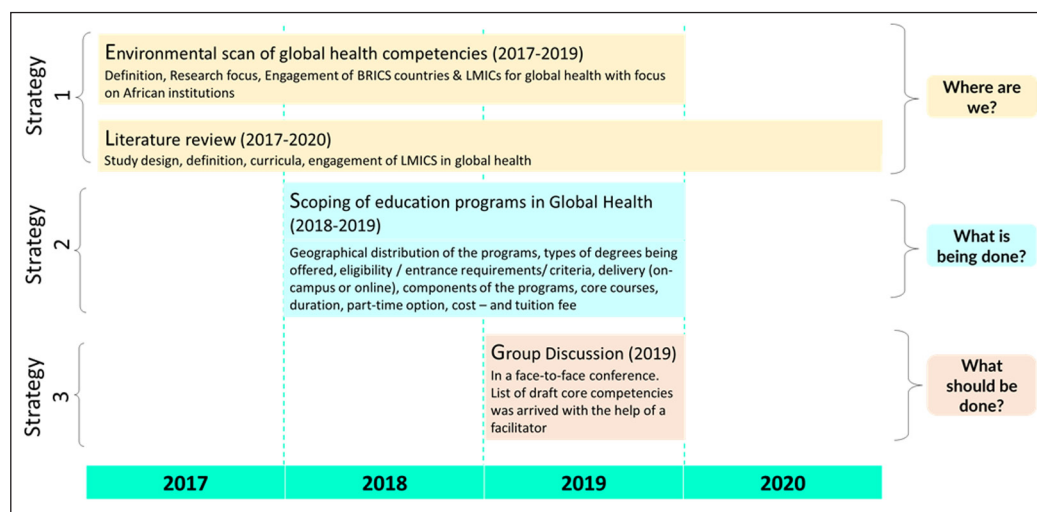 Strategy
1
Environmental scan of global health competencies (2017-2019)
Definition, Research focus, Engagement of BRICS countries & LMICs for global health with focus
on African institutions
Literature review (2017-2020)
Study design, definition, curricula, engagement of LMICS in global health
Where are
we?
Strategy
2
Scoping of education programs in Global Health
(2018-2019)
Geographical distribution of the programs, types of degrees being
offered, eligibility / entrance requirements/ criteria, delivery (on-
campus or online), components of the programs, core courses,
duration, part-time option, cost – and tuition fee
What is
being done?
Strategy
3
Group Discussion (2019)
In a face-to-face conference.
List of draft core competencies
was arrived with the help of a
facilitator
What
should be
done?
2017
2018
2019
2020